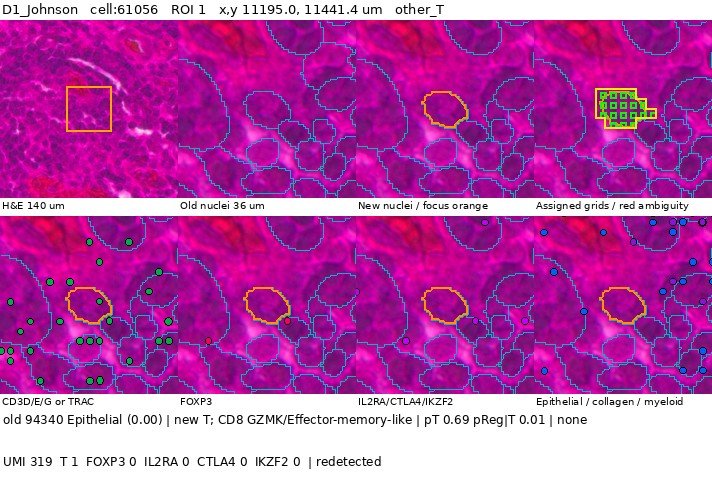 D1_Johnson cell:61056 ROI 1 x,y 11195.0, 11441.4 um other_T
H&E 140 um
Old nuclei 36 um
New nuclei / focus orange
Assigned grids / red ambiguity
CD3D/E/G or TRAC
FOXP3
IL2RA/CTLA4/IKZF2
Epithelial / collagen / myeloid
old 94340 Epithelial (0.00) | new T; CD8 GZMK/Effector-memory-like | pT 0.69 pReg|T 0.01 | none
UMI 319 T 1 FOXP3 0 IL2RA 0 CTLA4 0 IKZF2 0 | redetected